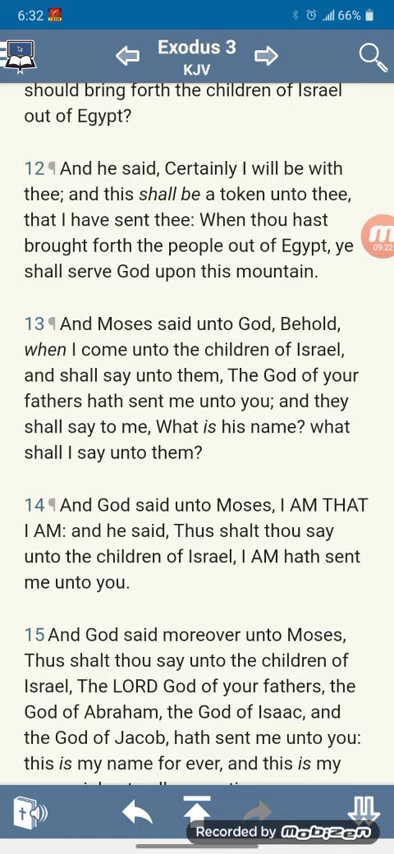 6:32 66%
Exodus 3
KJV
should bring forth the children of Israel
out of Egypt?
12 ¶ And he said, Certainly I will be with
thee; and this shall be a token unto thee,
that I have sent thee: When thou hast
brought forth the people out of Egypt, ye
shall serve God upon this mountain.
09:22
13 ¶ And Moses said unto God, Behold,
when I come unto the children of Israel,
and shall say unto them, The God of your
fathers hath sent me unto you; and they
shall say to me, What is his name? what
shall I say unto them?
14 ¶ And God said unto Moses, I AM THAT
I AM: and he said, Thus shalt thou say
unto the children of Israel, I AM hath sent
me unto you.
15 And God said moreover unto Moses,
Thus shalt thou say unto the children of
Israel, The LORD God of your fathers, the
God of Abraham, the God of Isaac, and
the God of Jacob, hath sent me unto you:
this is my name for ever, and this is my
Recorded by Mobizen